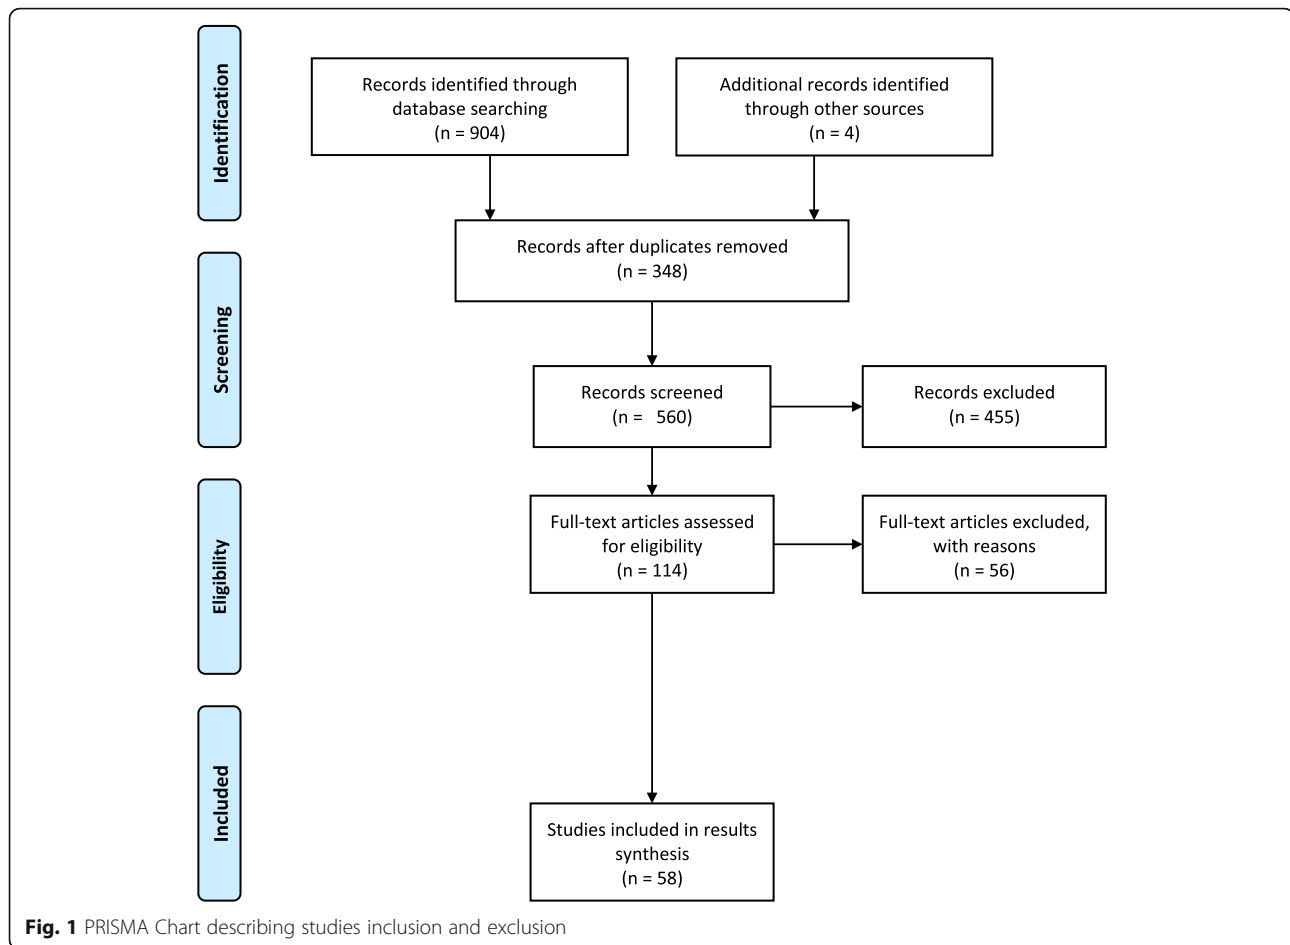 Identification
Records identified through
database searching
(n = 904)
Additional records identified
through other sources
(n = 4)
Records after duplicates removed
(n = 348)
Screening
Records screened
(n = 560)
Records excluded
(n = 455)
Eligibility
Full-text articles assessed
for eligibility
(n = 114)
Full-text articles excluded,
with reasons
(n = 56)
Included
Studies included in results
synthesis
(n = 58)
Fig. 1 PRISMA Chart describing studies inclusion and exclusion